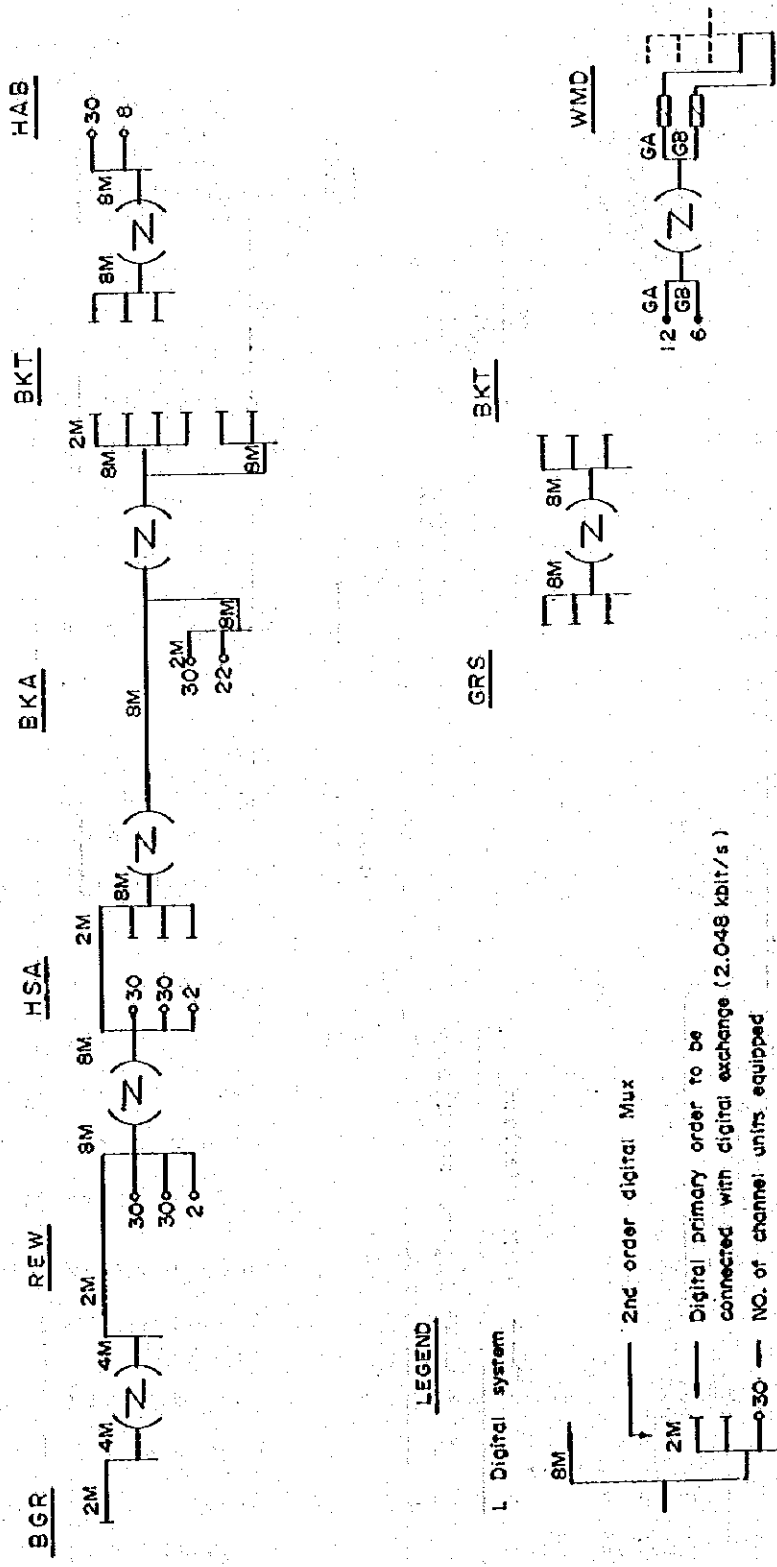 BGR
REW
HSA
BKA
BKT
HAB
2M
4M
4M
2M
8M
8M
2M
8M
8M
8M
2M
8M
8M
30
30
30
30
2
2
2M
8M
30
22
8M
30
8
LEGEND
GRS
BKT
WMD
1. Digital system
8M
2nd order digital Mux
2M
Digital primary order to be
connected with digital exchange (2.048 kbit/s)
30
NO. of channel units equipped
8M
8M
GA
GA
12
GB
GB
6